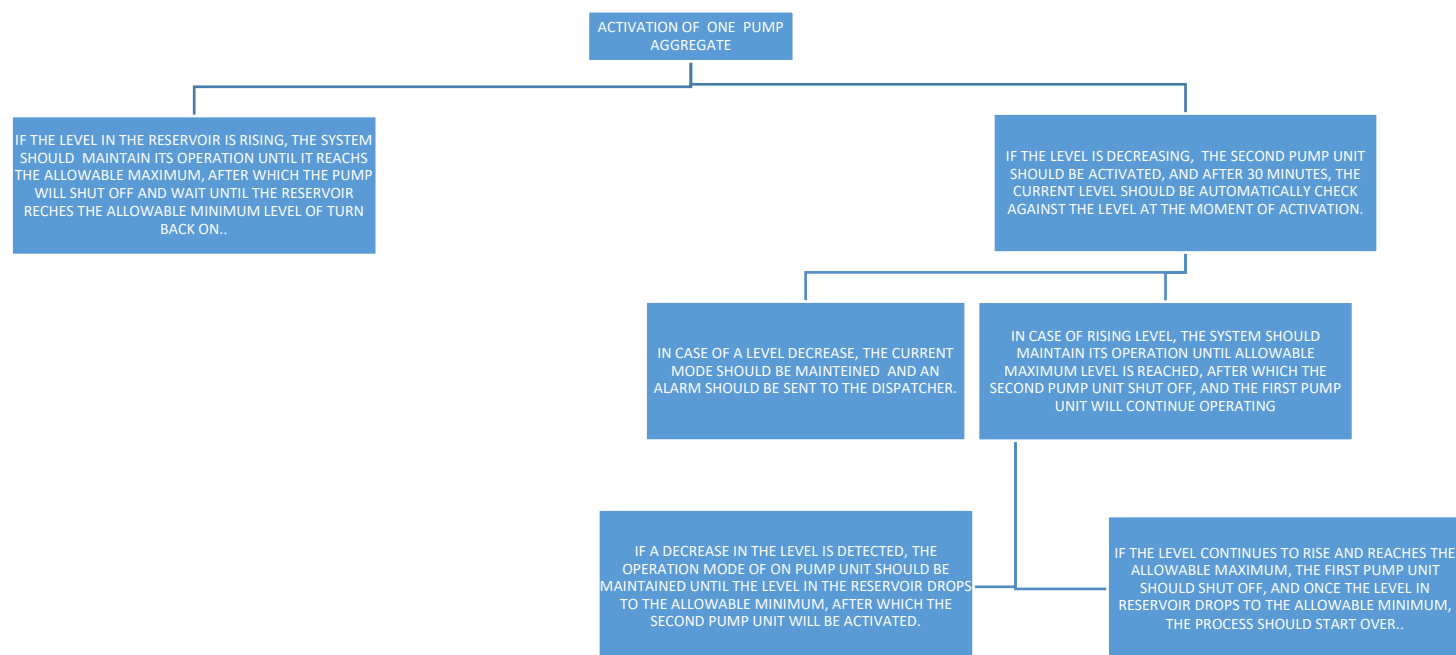 ACTIVATION OF ONE PUMP
AGGREGATE
IF THE LEVEL IN THE RESERVOIR IS RISING, THE SYSTEM
SHOULD MAINTAIN ITS OPERATION UNTIL IT REACHS
THE ALLOWABLE MAXIMUM, AFTER WHICH THE PUMP
WILL SHUT OFF AND WAIT UNTIL THE RESERVOIR
RECHES THE ALLOWABLE MINIMUM LEVEL OF TURN
BACK ON..
IF THE LEVEL IS DECREASING, THE SECOND PUMP UNIT
SHOULD BE ACTIVATED, AND AFTER 30 MINUTES, THE
CURRENT LEVEL SHOULD BE AUTOMATICALLY CHECK
AGAINST THE LEVEL AT THE MOMENT OF ACTIVATION.
IN CASE OF A LEVEL DECREASE, THE CURRENT
MODE SHOULD BE MAINTEINED AND AN
ALARM SHOULD BE SENT TO THE DISPATCHER.
IN CASE OF RISING LEVEL, THE SYSTEM SHOULD
MAINTAIN ITS OPERATION UNTIL ALLOWABLE
MAXIMUM LEVEL IS REACHED, AFTER WHICH THE
SECOND PUMP UNIT SHUT OFF, AND THE FIRST PUMP
UNIT WILL CONTINUE OPERATING
IF A DECREASE IN THE LEVEL IS DETECTED, THE
OPERATION MODE OF ON PUMP UNIT SHOULD BE
MAINTAINED UNTIL THE LEVEL IN THE RESERVOIR DROPS
TO THE ALLOWABLE MINIMUM, AFTER WHICH THE
SECOND PUMP UNIT WILL BE ACTIVATED.
IF THE LEVEL CONTINUES TO RISE AND REACHES THE
ALLOWABLE MAXIMUM, THE FIRST PUMP UNIT
SHOULD SHUT OFF, AND ONCE THE LEVEL IN
RESERVOIR DROPS TO THE ALLOWABLE MINIMUM,
THE PROCESS SHOULD START OVER..